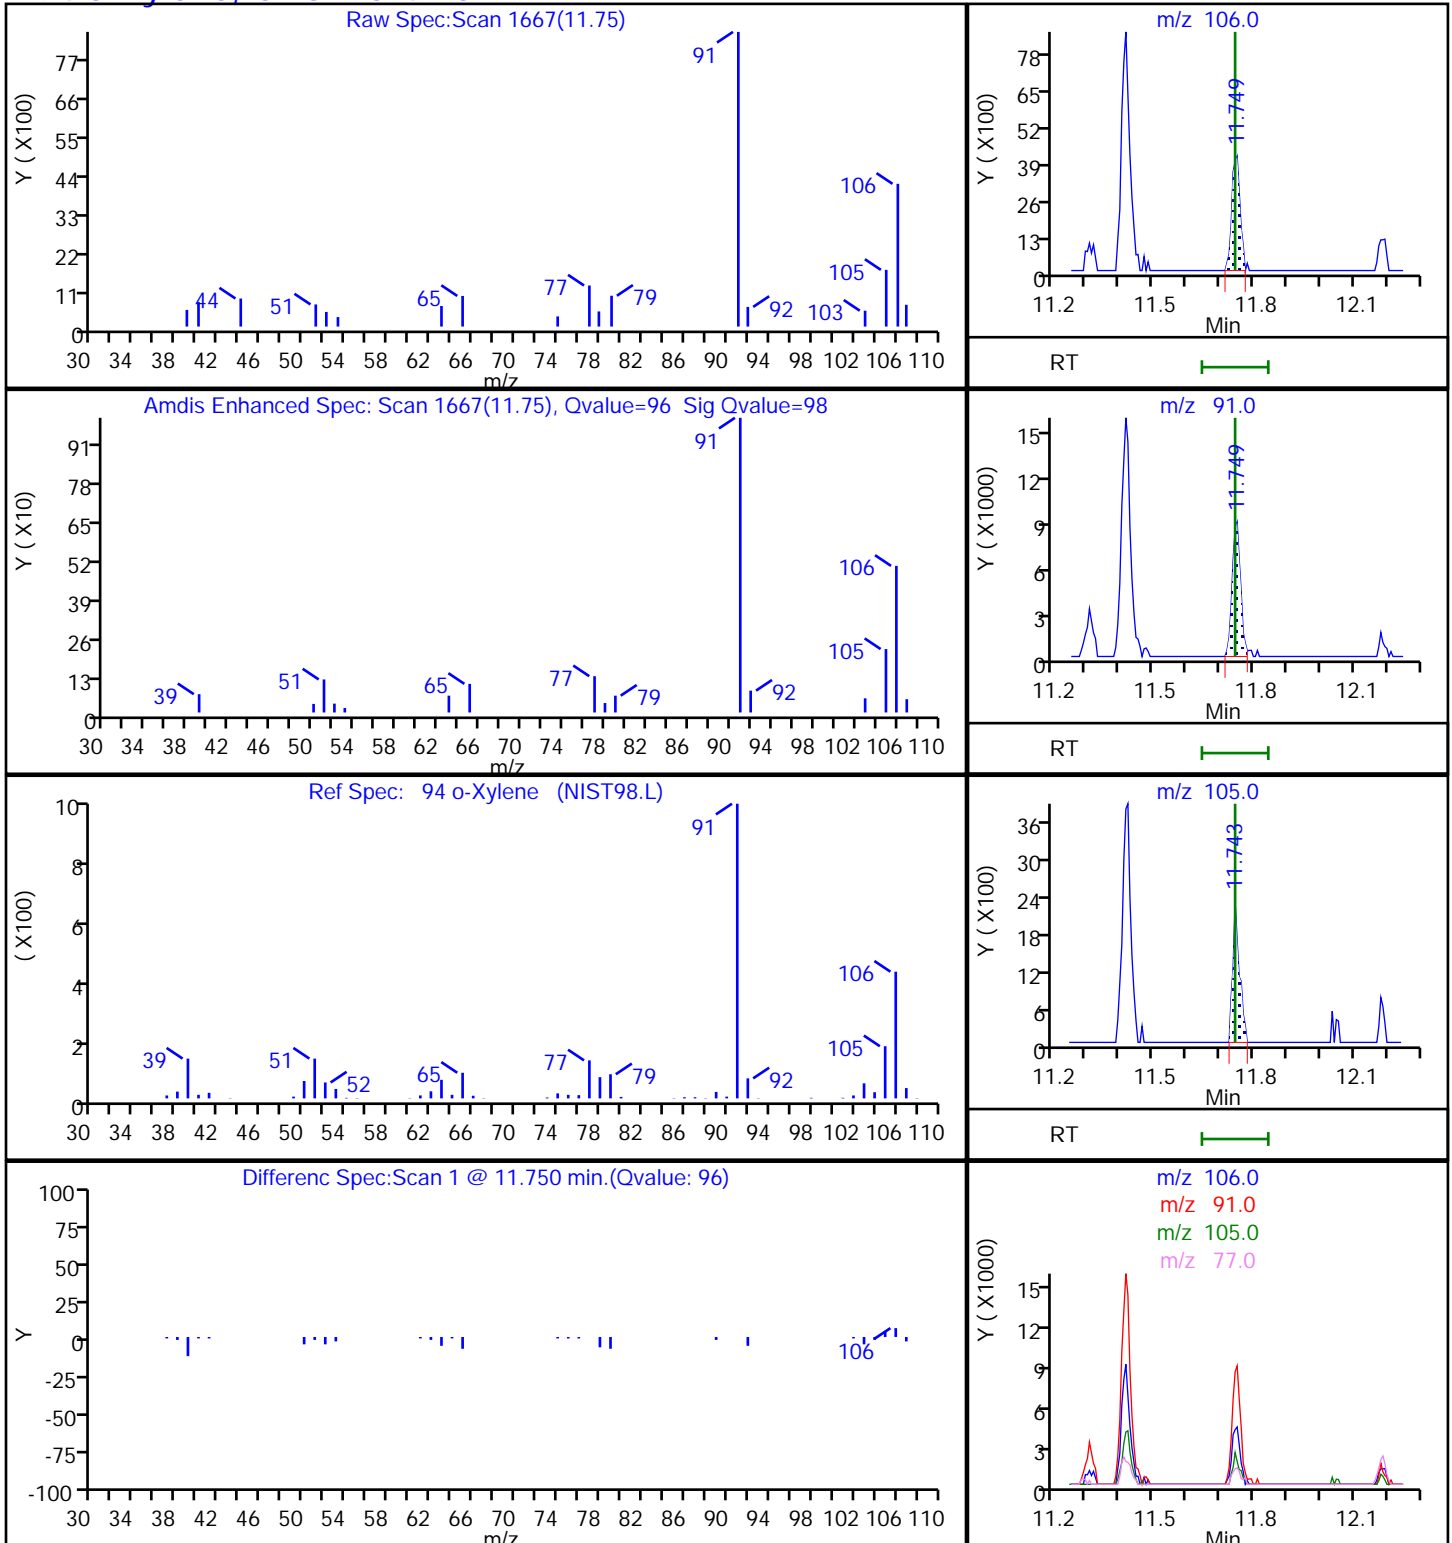 Raw Spec:Scan 1667(11.75)
Y ( X100)
77
66
55
44
33
22
11
0
91
106
105
103
92
79
77
65
51
44
30 34 38 42 46 50 54 58 62 66 70 74 78 82 86 90 94 98 102 106 110
m/z
m/z 106.0
Y ( X100)
78
65
52
39
26
13
0
11.749
11.2 11.5 11.8 12.1
Min
RT
Amdis Enhanced Spec: Scan 1667(11.75), Qvalue=96 Sig Qvalue=98
Y ( X10)
91
78
65
52
39
26
13
0
91
106
105
92
79
77
65
51
39
30 34 38 42 46 50 54 58 62 66 70 74 78 82 86 90 94 98 102 106 110
m/z
m/z 91.0
Y ( X1000)
15
12
9
6
3
0
11.749
11.2 11.5 11.8 12.1
Min
RT
Ref Spec: 94 o-Xylene (NIST98.L)
( X100)
10
8
6
4
2
0
91
106
105
92
79
77
65
52
51
39
30 34 38 42 46 50 54 58 62 66 70 74 78 82 86 90 94 98 102 106 110
m/z 105.0
Y ( X100)
36
30
24
18
12
6
0
11.743
11.2 11.5 11.8 12.1
Min
RT
Differenc Spec:Scan 1 @ 11.750 min.(Qvalue: 96)
Y
100
75
50
25
0
-25
-50
-75
-100
106
30 34 38 42 46 50 54 58 62 66 70 74 78 82 86 90 94 98 102 106 110
m/z
m/z 106.0
m/z 91.0
m/z 105.0
m/z 77.0
Y ( X1000)
15
12
9
6
3
0
11.2 11.5 11.8 12.1
Min